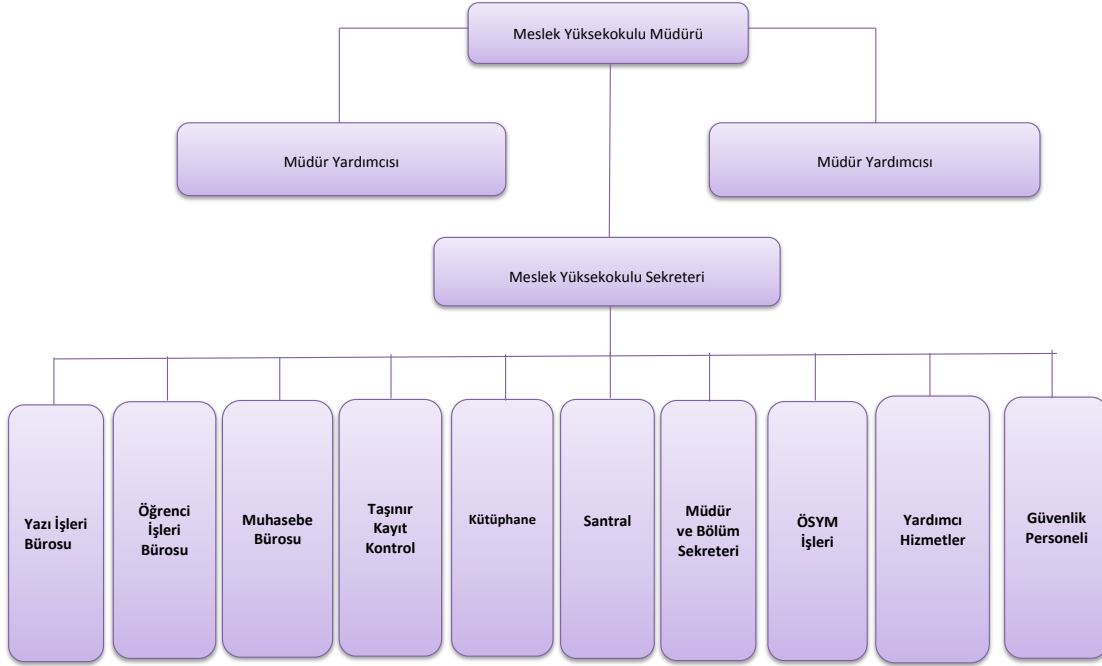 Meslek Yüksekokulu Müdürü
Müdür Yardımcısı
Müdür Yardımcısı
Meslek Yüksekokulu Sekreteri
Yazı İşleri
Bürosu
Öğrenci
İşleri
Bürosu
Muhasebe
Bürosu
Taşınır
Kayıt
Kontrol
Kütüphane
Santral
Müdür
ve Bölüm
Sekreteri
ÖSYM
İşleri
Yardımcı
Hizmetler
Güvenlik
Personeli